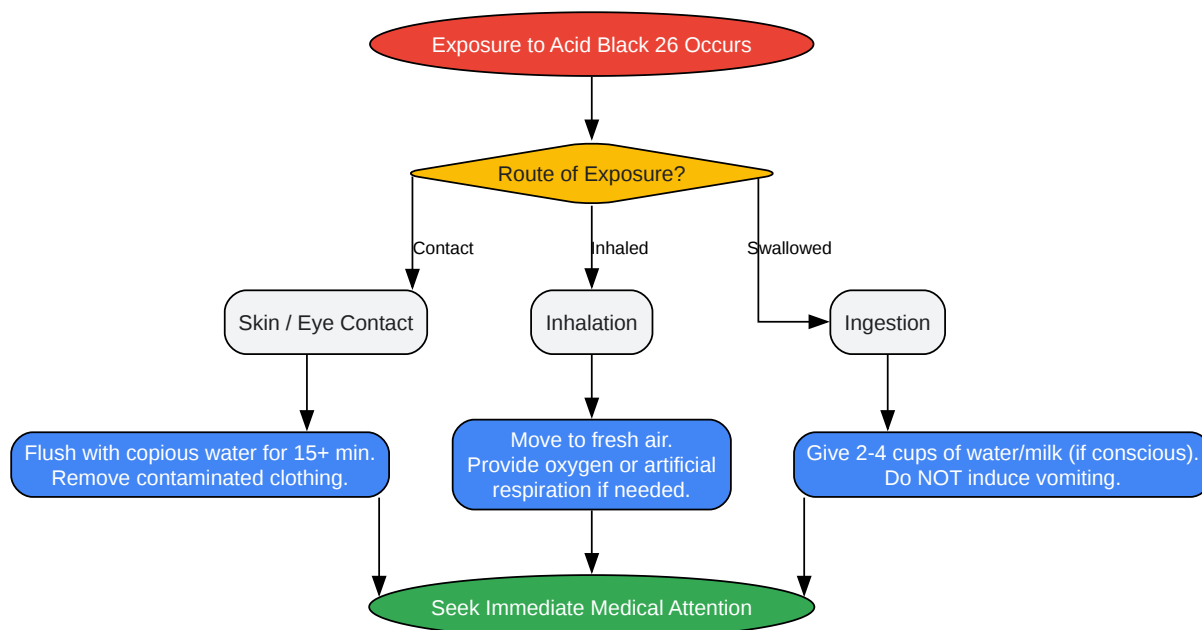 Exposure to Acid Black 26 Occurs
Route of Exposure?
Contact
Inhaled
Swallowed
Skin / Eye Contact
Inhalation
Ingestion
Flush with copious water for 15+ min.
Remove contaminated clothing.
Move to fresh air.
Provide oxygen or artificial
respiration if needed.
Give 2-4 cups of water/milk (if conscious).
Do NOT induce vomiting.
Seek Immediate Medical Attention